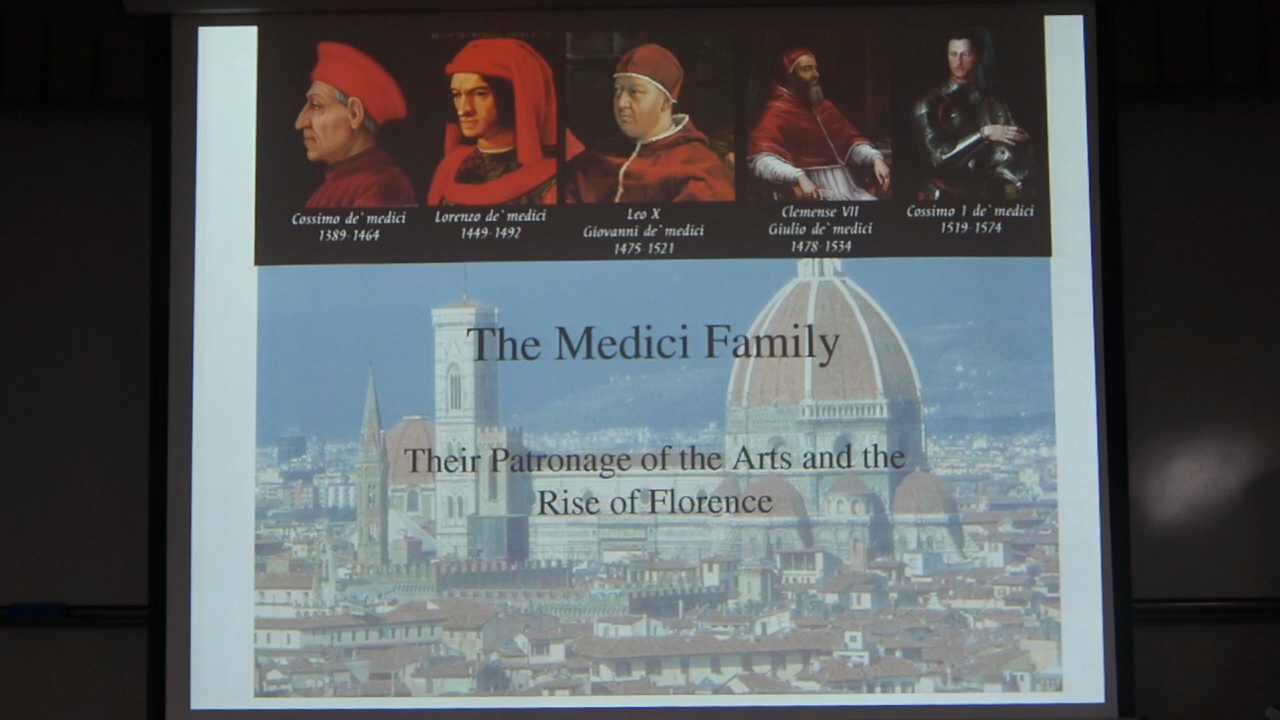 Cossimo de`medici
1389-1464
Lorenzo de`medici
1449-1492
Leo X
Giovanni de`medici
1475-1521
Clemense VII
Giulio de`medici
1478-1534
Cossimo 1 de`medici
1519-1574
The Medici Family
Their Patronage of the Arts and the
Rise of Florence